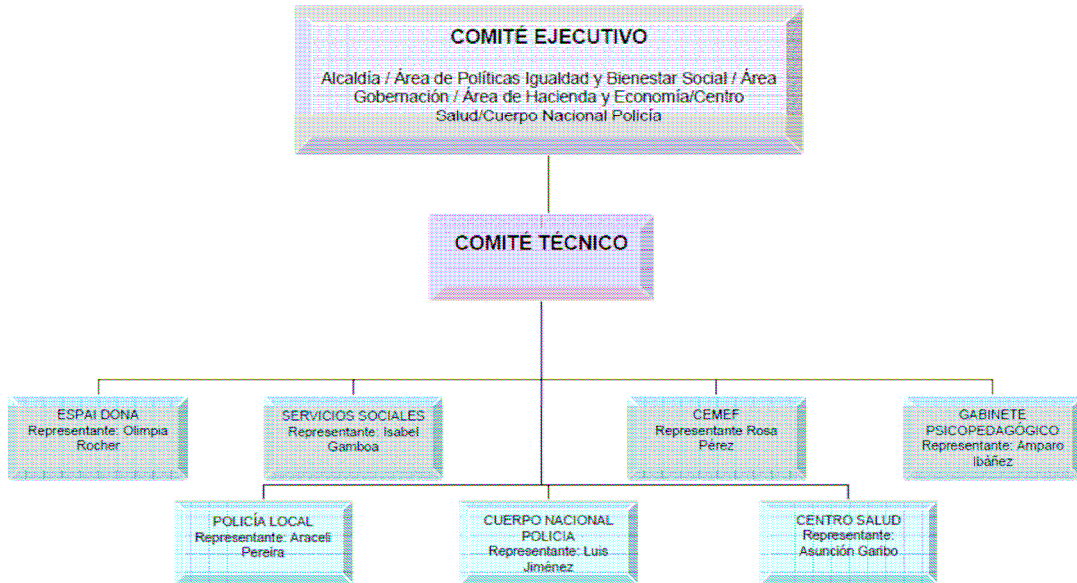 COMITÉ EJECUTIVO
Alcaldía / Área de Políticas Igualdad y Bienestar Social / Área
Gobernación / Área de Hacienda y Economía/Centro
Salud/Cuerpo Nacional Policía
COMITÉ TÉCNICO
ESPAI DONA
Representante: Olimpia
Rocher
SERVICIOS SOCIALES
Representante: Isabel
Gamboa
CEMEF
Representante Rosa
Pérez
GABINETE
PSICOPEDAGÓGICO
Representante: Amparo
Ibáñez
POLICÍA LOCAL
Representante: Araceli
Pereira
CUERPO NACIONAL
POLICIA
Representante: Luis
Jiménez
CENTRO SALUD
Representante:
Asunción Garibo